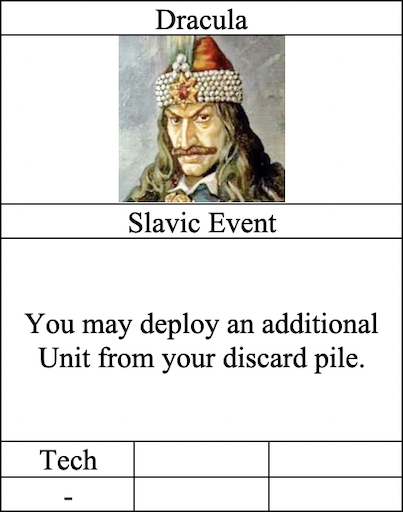 Dracula
Slavic Event
You may deploy an additional
Unit from your discard pile.
Tech
-